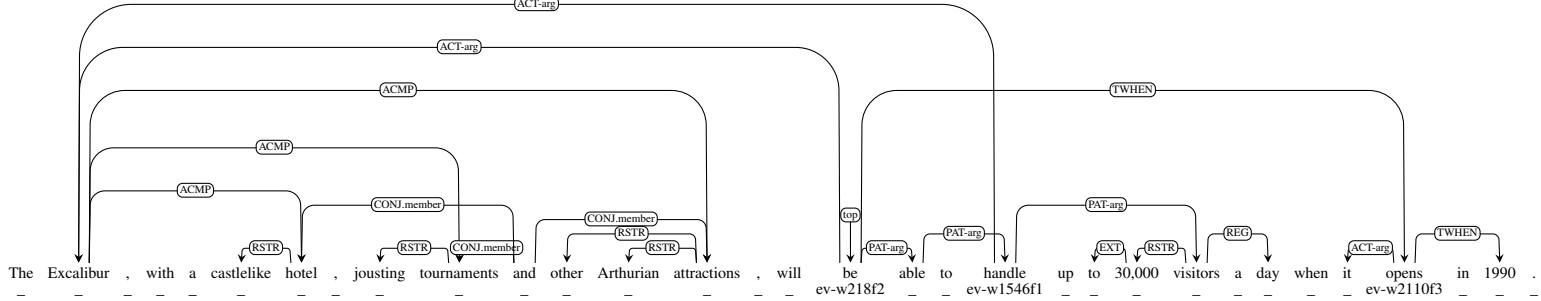 ACT-arg
ACT-arg
ACMP TWHEN
ACMP
ACMP
CONJ.member PAT-arg
CONJ.member top
RSTR PAT-arg REG TWHEN
RSTR RSTR CONJ.member RSTR PAT-arg EXT RSTR ACT-arg
The Excalibur , with a castlelike hotel , jousting tournaments and other Arthurian attractions , will be able to handle up to 30,000 visitors a day when it opens in 1990 .
_ _ _ _ _ _ _ _ _ _ _ _ _ _ _ _ ev-w218f2 _ _ ev-w1546f1 _ _ _ _ _ _ _ _ ev-w2110f3 _ _ _